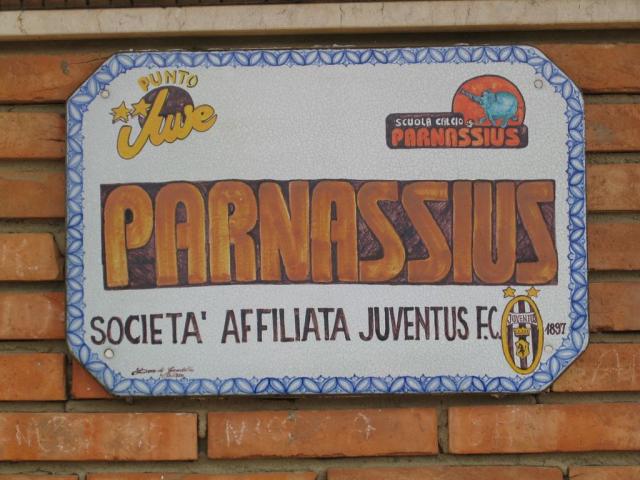 PUNTO
Juve
SCUOLA CALCIO
PARNASSIUS
PARNASSIUS
SOCIETA' AFFILIATA JUVENTUS F.C.
JUVENTUS
1897